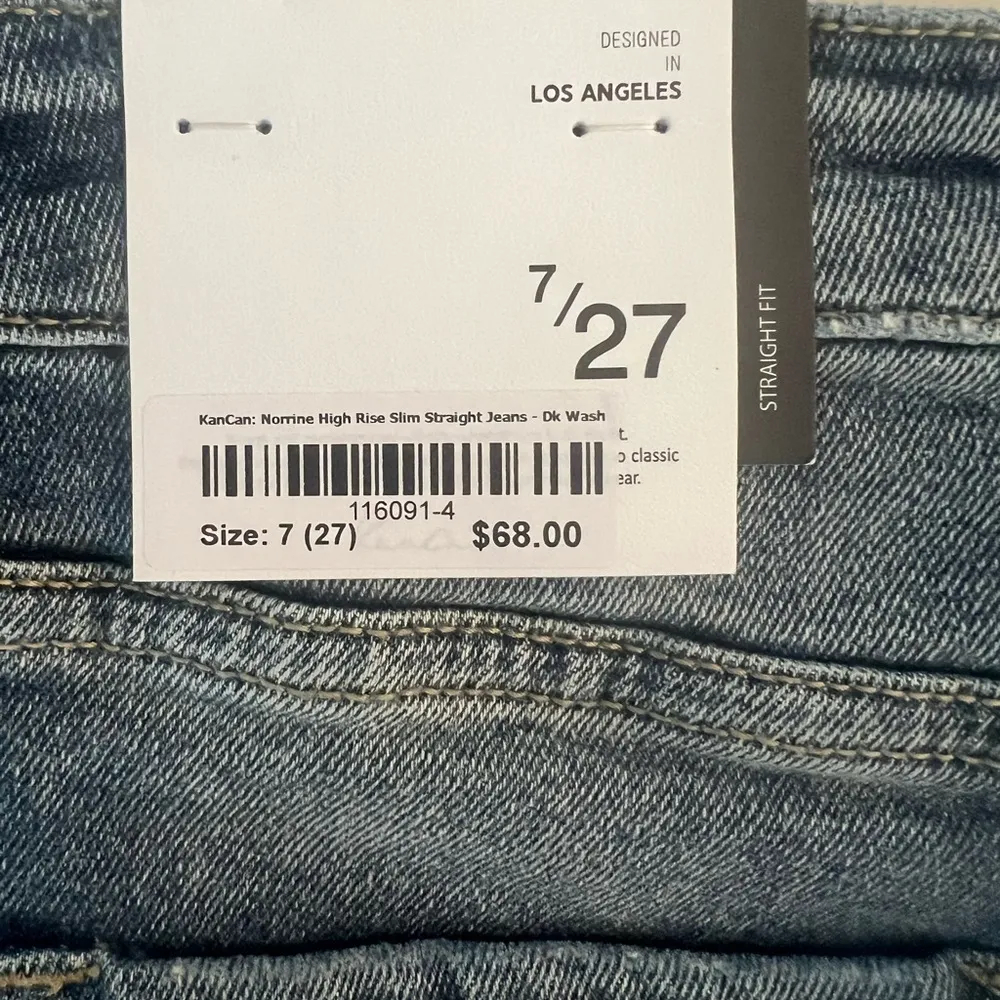 DESIGNED
IN
LOS ANGELES
7/27
STRAIGHT FIT
KanCan: Norrine High Rise Slim Straight Jeans - Dk Wash
classic
116091-4
Size: 7 (27) $68.00